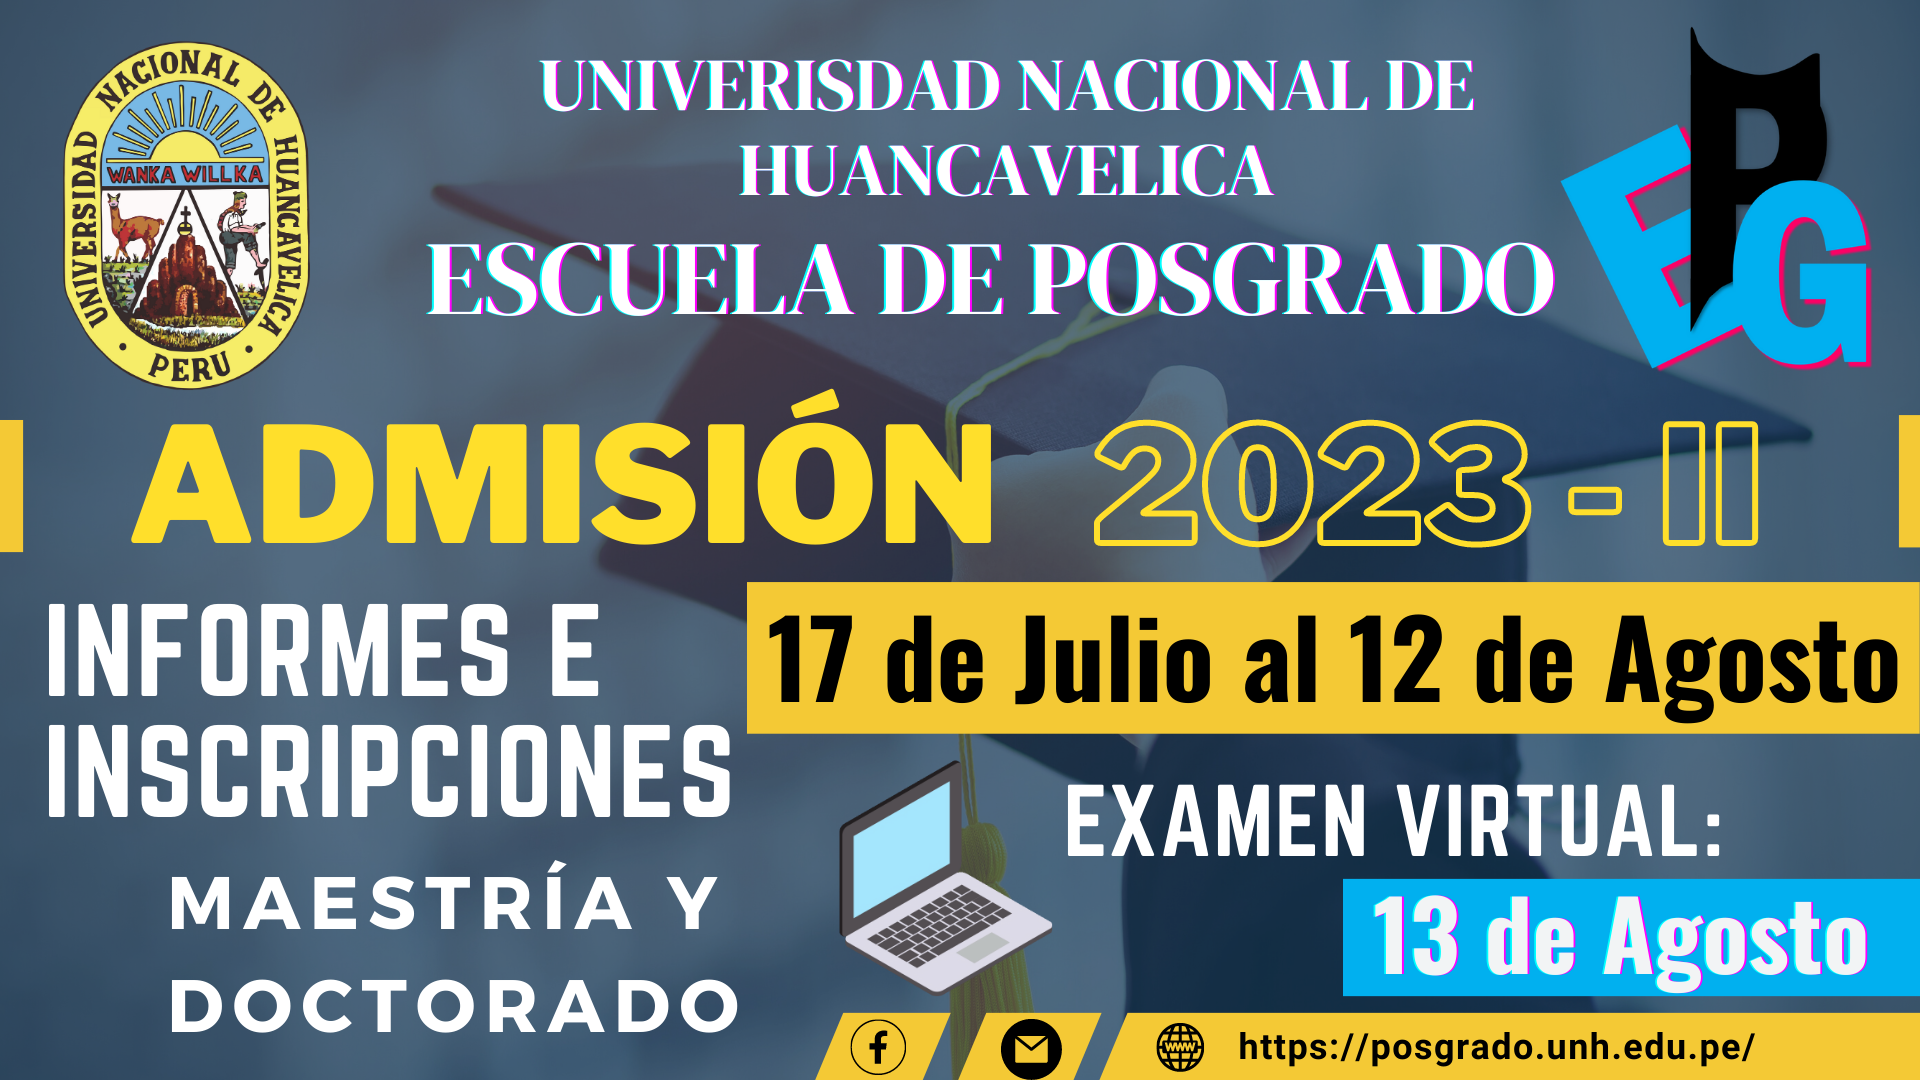 UNIVERSIDAD NACIONAL DE HUANCAVELICA
WANKA WILLKA
PERU
UNIVERISDAD NACIONAL DE
HUANCAVELICA
ESCUELA DE POSGRADO
EPG
ADMISIÓN 2023 - II
INFORMES E
INSCRIPCIONES
17 de Julio al 12 de Agosto
MAESTRÍA Y
DOCTORADO
EXAMEN VIRTUAL:
13 de Agosto
f
WWW
https://posgrado.unh.edu.pe/